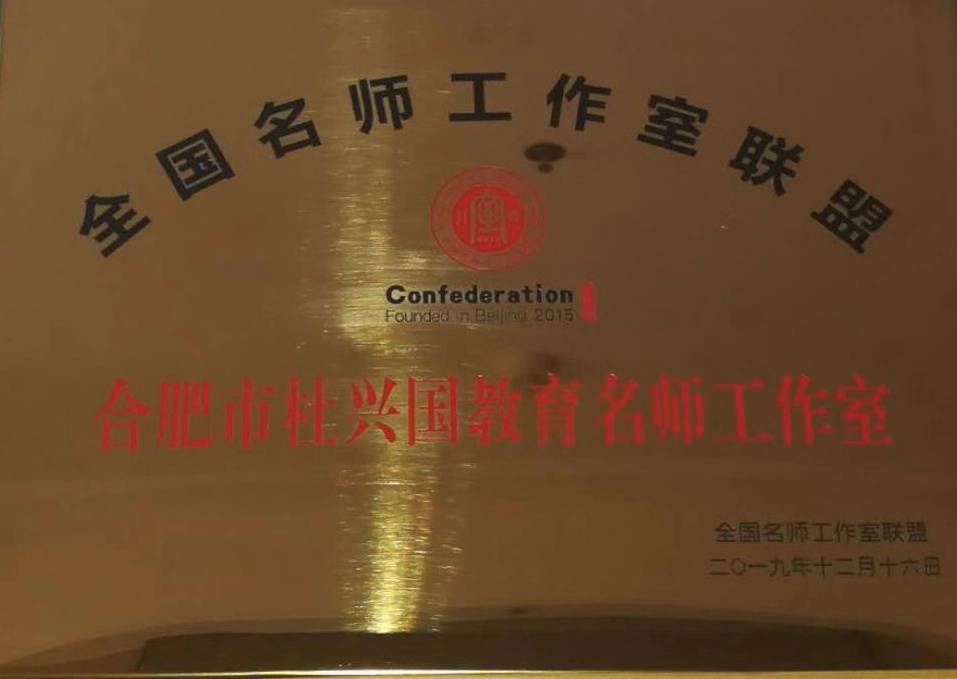 全国名师工作室联盟
Confederation
Founded in Beijing 2015
合肥市杜兴国教育名师工作室
全国名师工作室联盟
二〇一九年十二月十六日